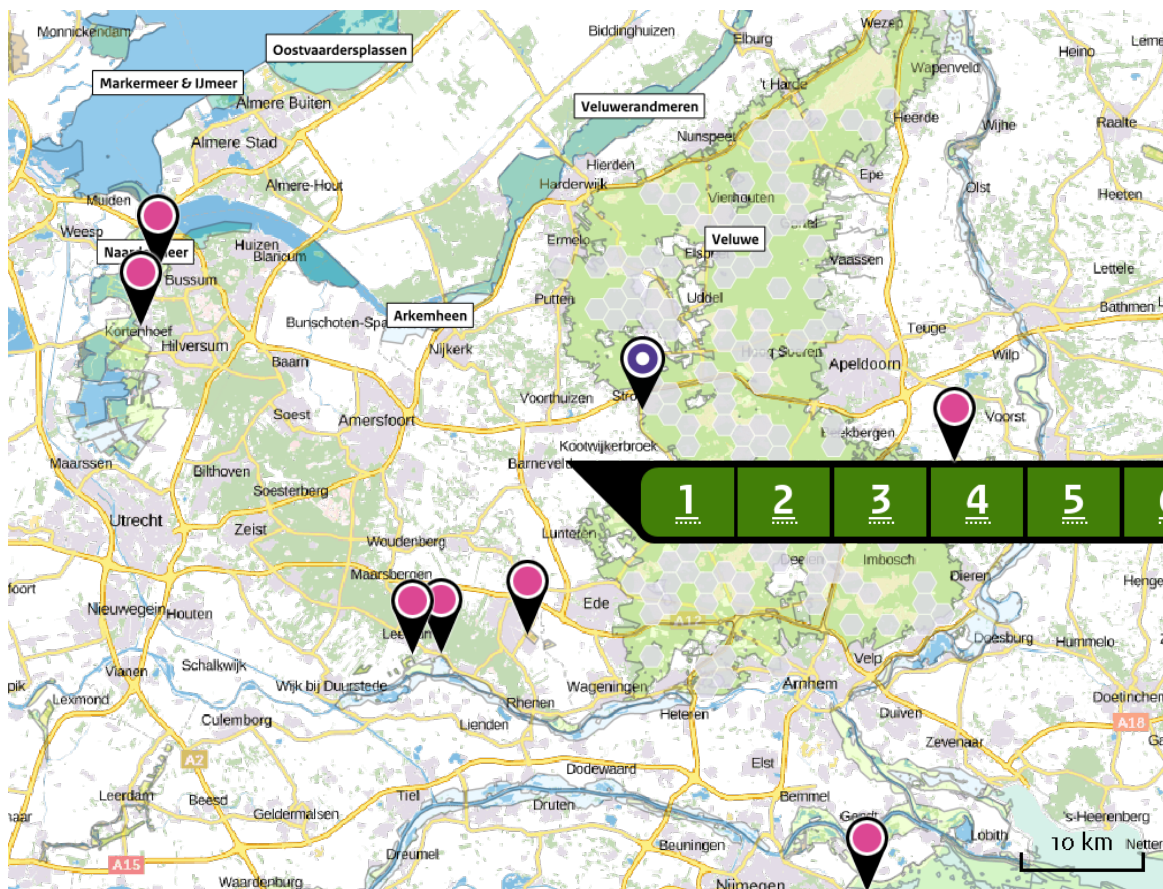 Monnickendam
Oostvaardersplassen
Biddinghuizen
Elburg
Wezep
Heino
Markermeer & IJmeer
Almere Buiten
't Harde
Wapenveld
Veluwerandmeren
Almere Stad
Nunspeet
Heerde
Wijhe
Raalte
Hierden
Harderwijk
Almere-Hout
Epe
Olst
Heeten
Muiden
Vierhouten
Weesp
Huizen
Blaricum
Ermelo
Veluwe
Vaassen
Lettele
Bussum
Putten
Uddel
Bathmen
Arkemheen
Kortenhoef
Hilversum
Nijkerk
Teuge
Wilp
Baarn
Apeldoorn
Voorthuizen
Soest
Amersfoort
Voorst
Kootwijkerbroek
Maarssen
Bilthoven
Barneveld
Soesterberg
1
2
3
4
5
Utrecht
Zeist
Woudenberg
Lunteren
Imbosch
Maarsbergen
Dieren
Nieuwegein
Houten
Ede
Doesburg
Hummelo
Schalkwijk
Vianen
Velp
Wijk bij Duurstede
Wageningen
Arnhem
Lexmond
Rhenen
Culemborg
Lienden
Heteren
Duiven
Doetinchem
A18
Zevenaar
A2
Elst
Dodewaard
Leerdam
Beesd
Tiel
Druten
Bemmel
Geldermalsen
Gendt
's-Heerenberg
Lobith
10 km
Beuningen
Dreumel
A15
Waardenburg
Nijmegen